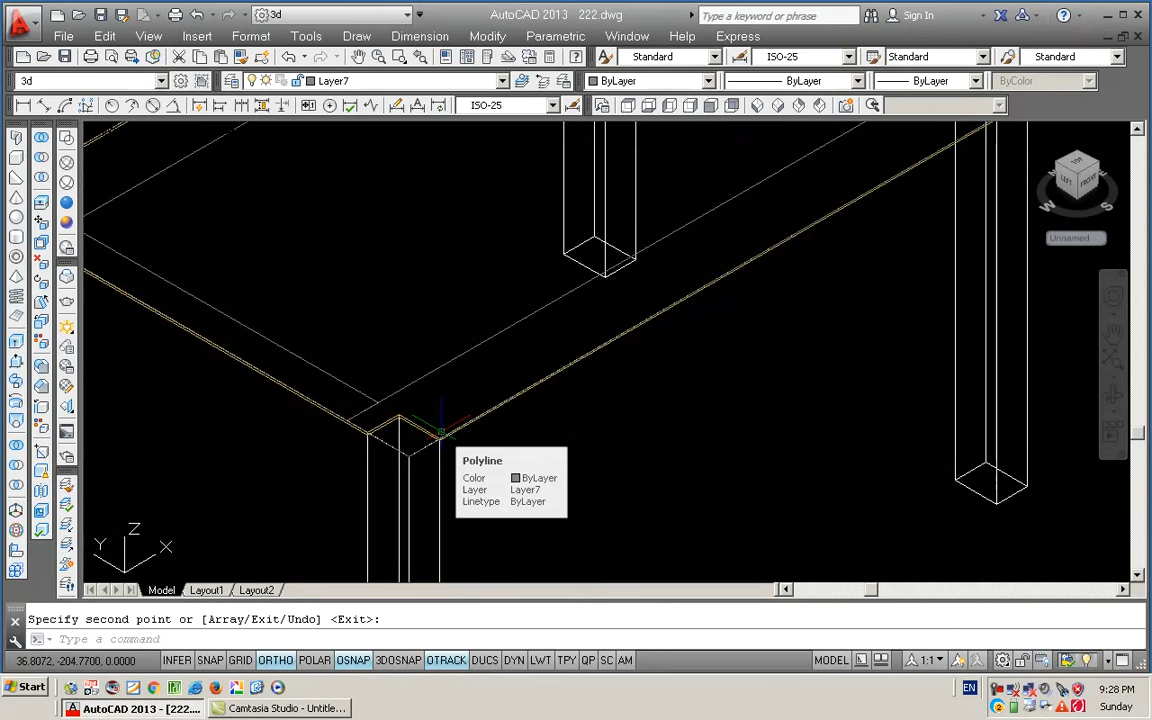 3d
AutoCAD 2013   222.dwg
Type a keyword or phrase
Sign In
File Edit View Insert Format Tools Draw Dimension Modify Parametric Window Help Express
Standard ISO-25 Standard Standard
3d Layer7 ByLayer ByLayer ByLayer ByColor
ISO-25
TOP
LEFT FRONT
W S
Unnamed
Polyline
Color ByLayer
Layer Layer7
Linetype ByLayer
Z
Y X
Model Layout1 Layout2
Specify second point or [Array/Exit/Undo] <Exit>:
Type a command
36.8072, -204.7700, 0.0000 INFER SNAP GRID ORTHO POLAR OSNAP 3DOSNAP OTRACK DUCS DYN LWT TPY QP SC AM MODEL 1:1
Start EN 9:28 PM
AutoCAD 2013 - [222.... Camtasia Studio - Untitle... Sunday